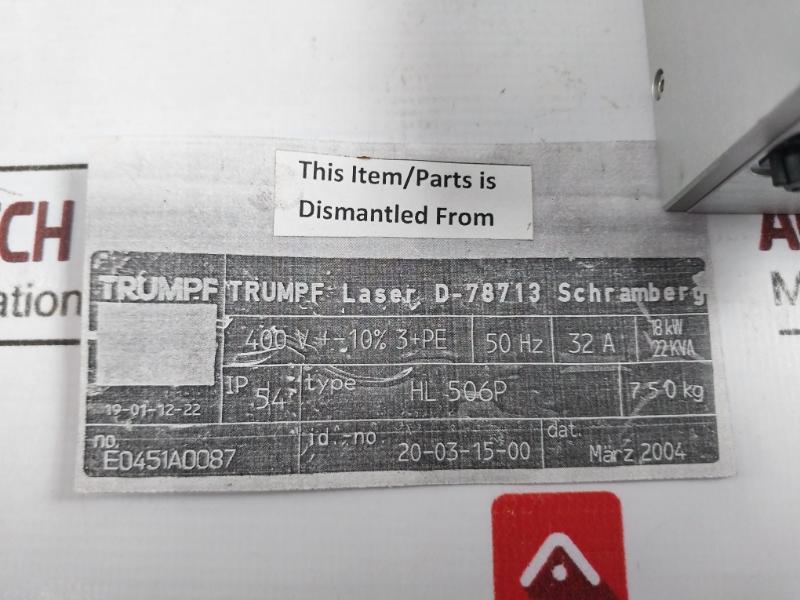 This Item/Parts is
Dismantled From
TRUMPF TRUMPF Laser D-78713 Schramberg
400 V +-10% 3+PE 50 Hz 32 A 18 kW
22 KVA
IP 54 type HL 506P 750 kg
19-01-12-22
no. id.-no. dat.
E0451A0087 20-03-15-00 März 2004
CH
ation
A
M